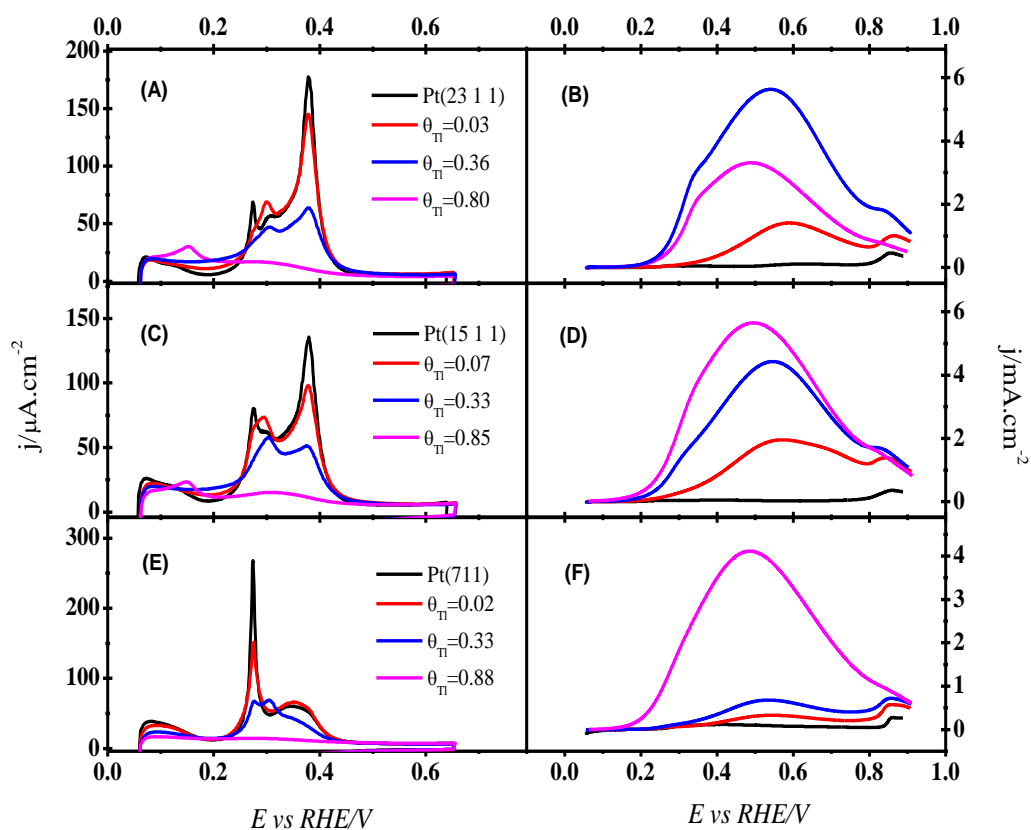 0.0 0.2 0.4 0.6 0.0 0.2 0.4 0.6 0.8 1.0
200
150
100
50
0
(A)
Pt(23 1 1)
θTl=0.03
θTl=0.36
θTl=0.80
(B)
6
4
2
0
150
100
50
0
(C)
Pt(15 1 1)
θTl=0.07
θTl=0.33
θTl=0.85
(D)
6
4
2
0
300
200
100
0
(E)
Pt(711)
θTl=0.02
θTl=0.33
θTl=0.88
(F)
4
3
2
1
0
j/μA.cm-2
j/mA.cm-2
0.0 0.2 0.4 0.6 0.0 0.2 0.4 0.6 0.8 1.0
E vs RHE/V E vs RHE/V